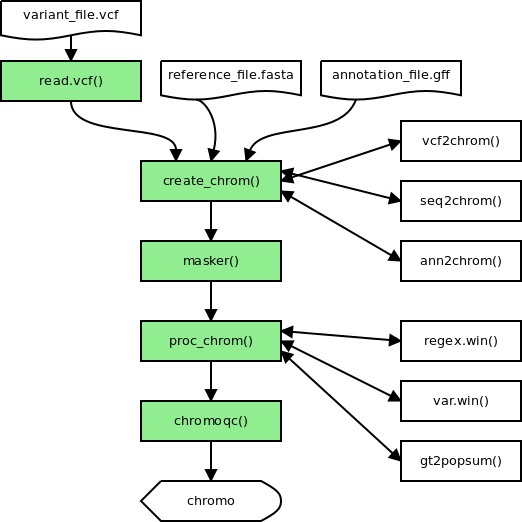 variant_file.vcf
read.vcf()
reference_file.fasta
annotation_file.gff
vcf2chrom()
create_chrom()
seq2chrom()
ann2chrom()
masker()
proc_chrom()
regex.win()
var.win()
chromoqc()
gt2popsum()
chromo